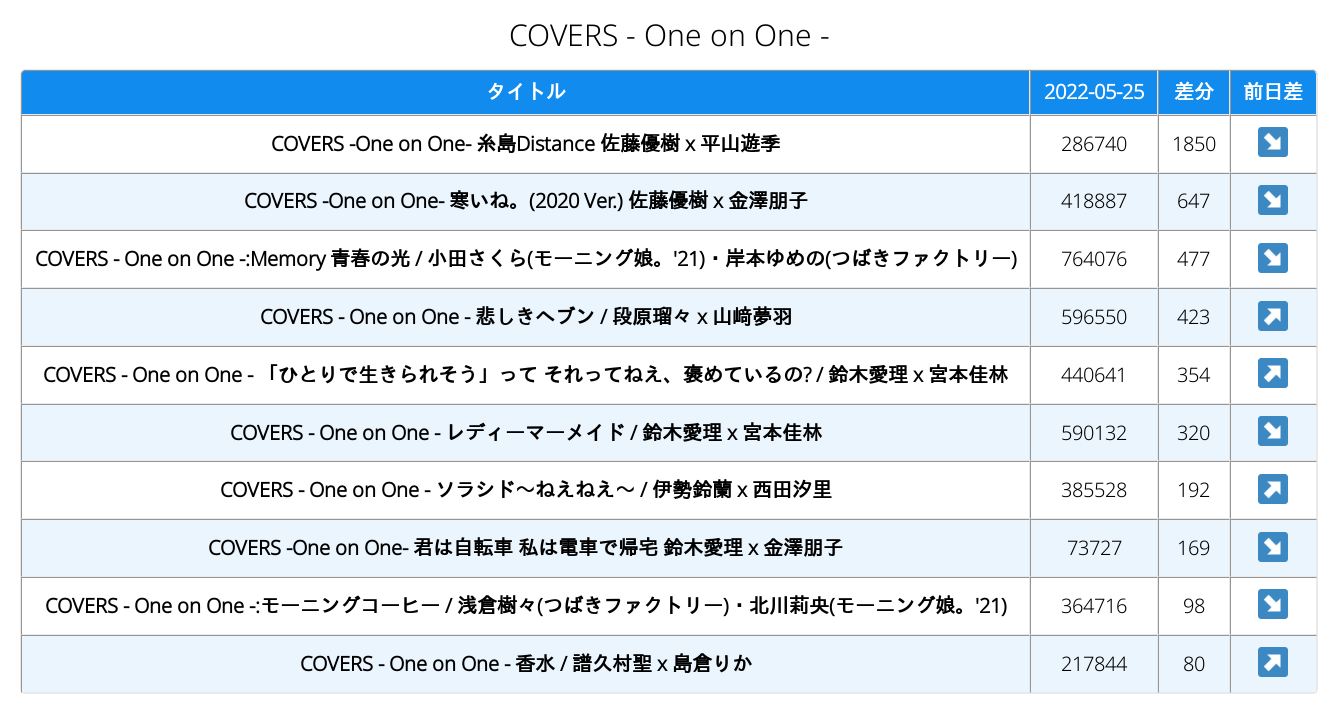 COVERS - One on One -
タイトル 2022-05-25 差分 前日差
COVERS -One on One- 糸島Distance 佐藤優樹 x 平山遊季 286740 1850 ↘
COVERS -One on One- 寒いね。(2020 Ver.) 佐藤優樹 x 金澤朋子 418887 647 ↘
COVERS - One on One -:Memory 青春の光 / 小田さくら(モーニング娘。'21)・岸本ゆめの(つばきファクトリー) 764076 477 ↘
COVERS - One on One - 悲しきヘブン / 段原瑠々 x 山﨑夢羽 596550 423 ↗
COVERS - One on One - 「ひとりで生きられそう」って それってねえ、褒めているの? / 鈴木愛理 x 宮本佳林 440641 354 ↗
COVERS - One on One - レディーマーメイド / 鈴木愛理 x 宮本佳林 590132 320 ↘
COVERS - One on One - ソラシド～ねえねえ～ / 伊勢鈴蘭 x 西田汐里 385528 192 ↗
COVERS -One on One- 君は自転車 私は電車で帰宅 鈴木愛理 x 金澤朋子 73727 169 ↘
COVERS - One on One -:モーニングコーヒー / 浅倉樹々(つばきファクトリー)・北川莉央(モーニング娘。'21) 364716 98 ↘
COVERS - One on One - 香水 / 譜久村聖 x 島倉りか 217844 80 ↗